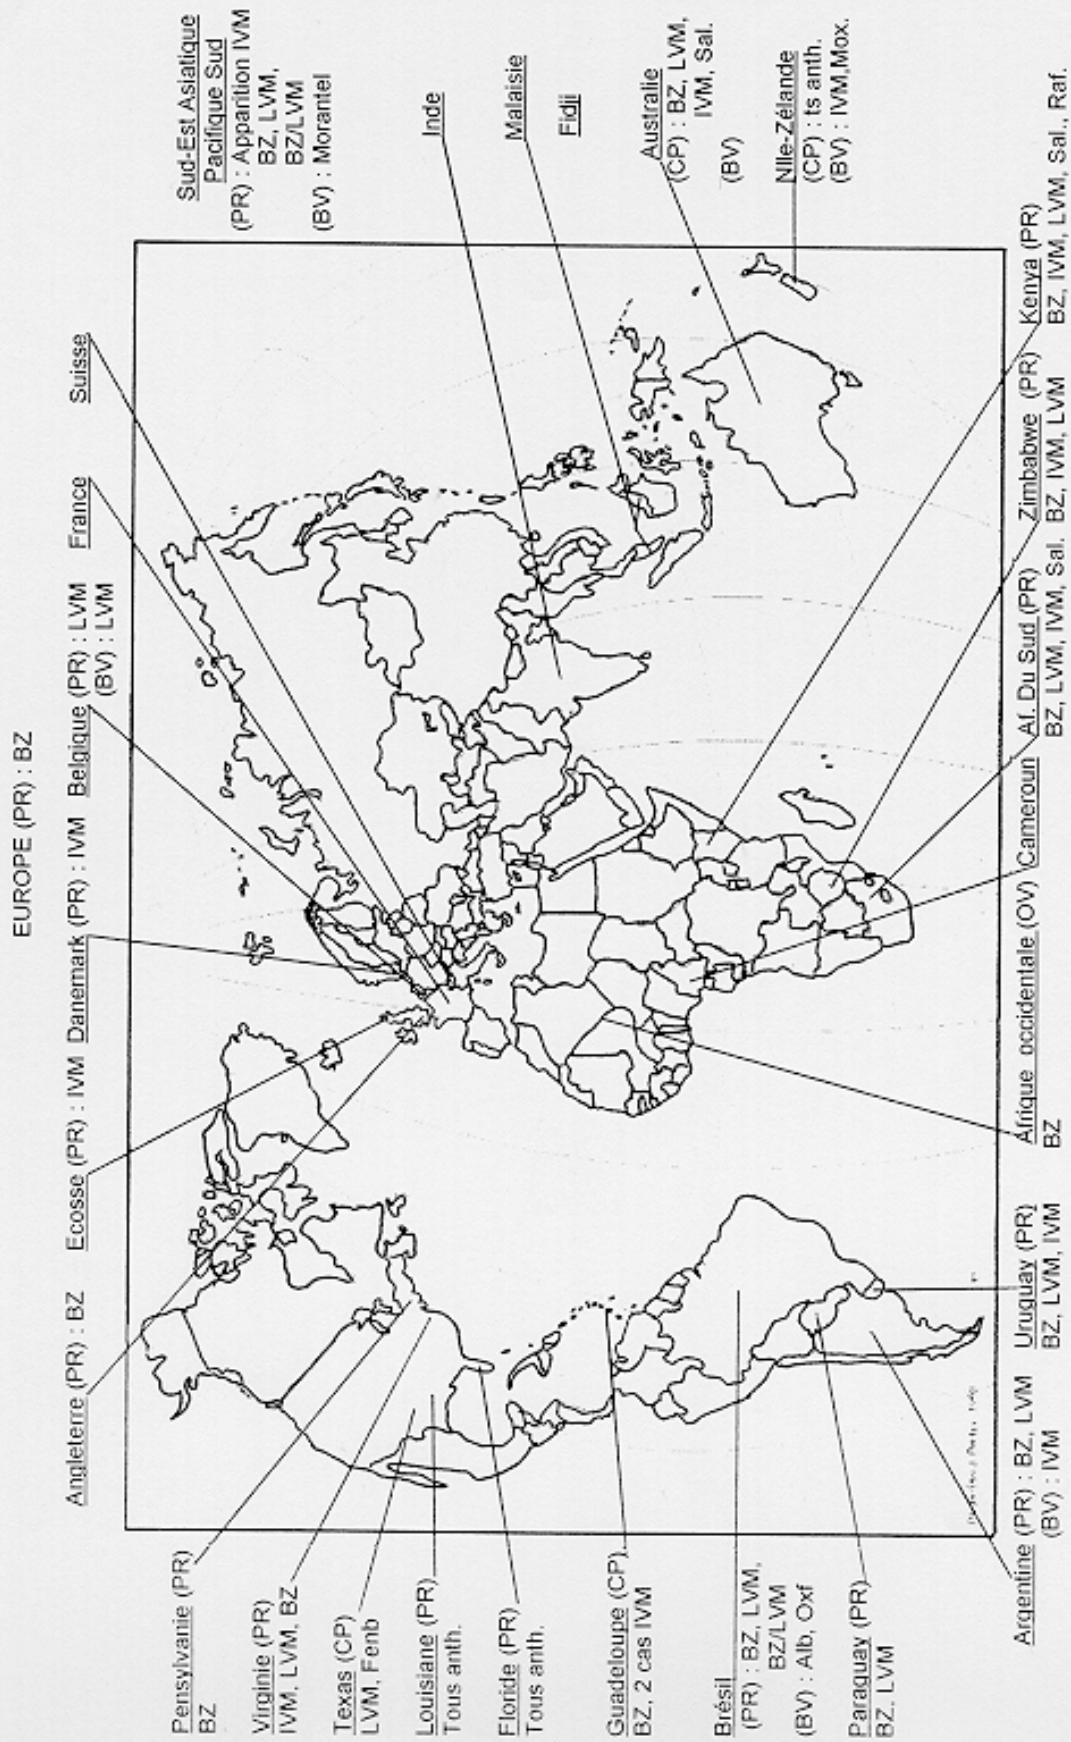 EUROPE (PR) : BZ
Angleterre (PR) : BZ
Ecosse (PR) : IVM
Danemark (PR) : IVM
Belgique (PR) : LVM
(BV) : LVM
France
Suisse
Sud-Est Asiatique
Pacifique Sud
(PR) : Apparition IVM
BZ, LVM,
BZ/LVM
(BV) : Morantel
Inde
Malaisie
Fidji
Australie
(CP) : BZ, LVM,
IVM, Sal.
(BV)
Nlle-Zélande
(CP) : ts anth.
(BV) : IVM,Mox.
Pensylvanie (PR)
BZ
Virginie (PR)
IVM, LVM, BZ
Texas (CP)
LVM, Fenb
Louisiane (PR)
Tous anth.
Floride (PR)
Tous anth.
Guadeloupe (CP)
BZ, 2 cas IVM
Brésil
(PR) : BZ, LVM,
BZ/LVM
(BV) : Alb, Oxf
Paraguay (PR)
BZ, LVM
Argentine (PR) : BZ, LVM
(BV) : IVM
Uruguay (PR)
BZ, LVM, IVM
Afrique occidentale (OV)
BZ
Cameroun
Af. Du Sud (PR)
BZ, LVM, IVM, Sal.
Zimbabwe (PR)
BZ, IVM, LVM
Kenya (PR)
BZ, IVM, LVM, Sal., Raf.